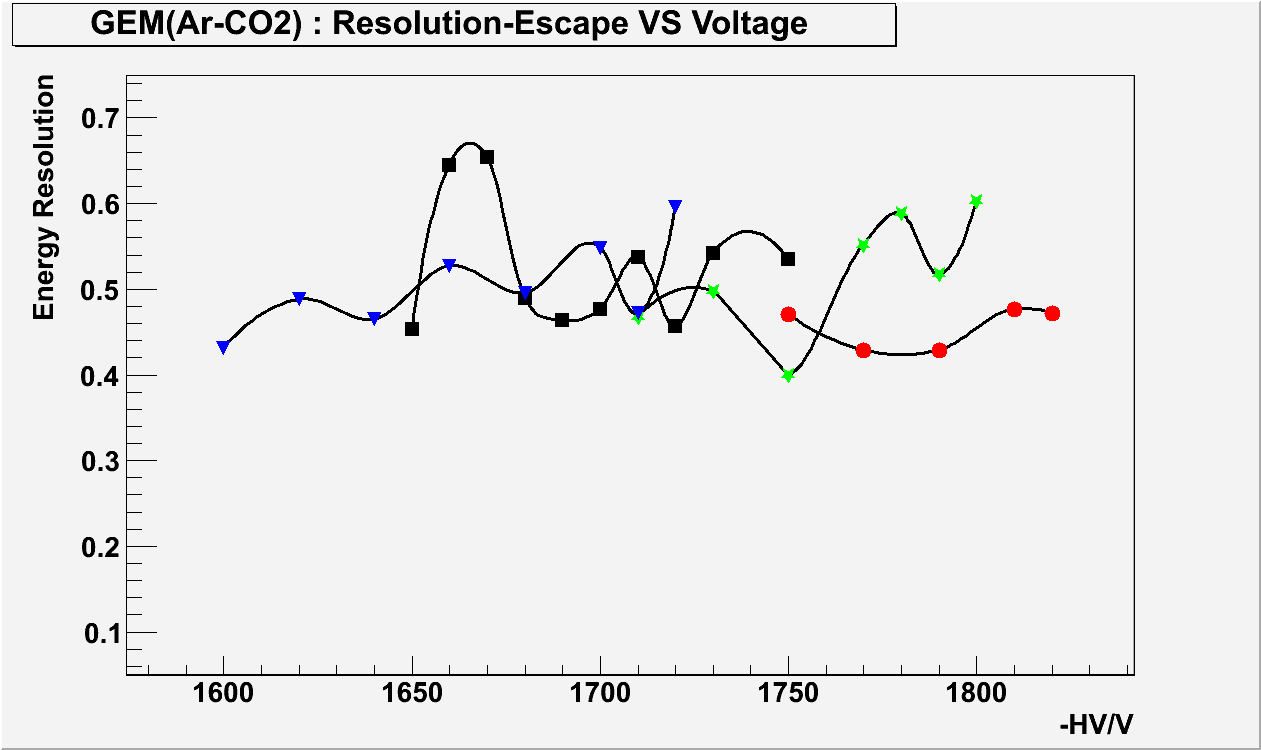 GEM(Ar-CO2) : Resolution-Escape VS Voltage
Energy Resolution
0.7
0.6
0.5
0.4
0.3
0.2
0.1
1600 1650 1700 1750 1800
-HV/V